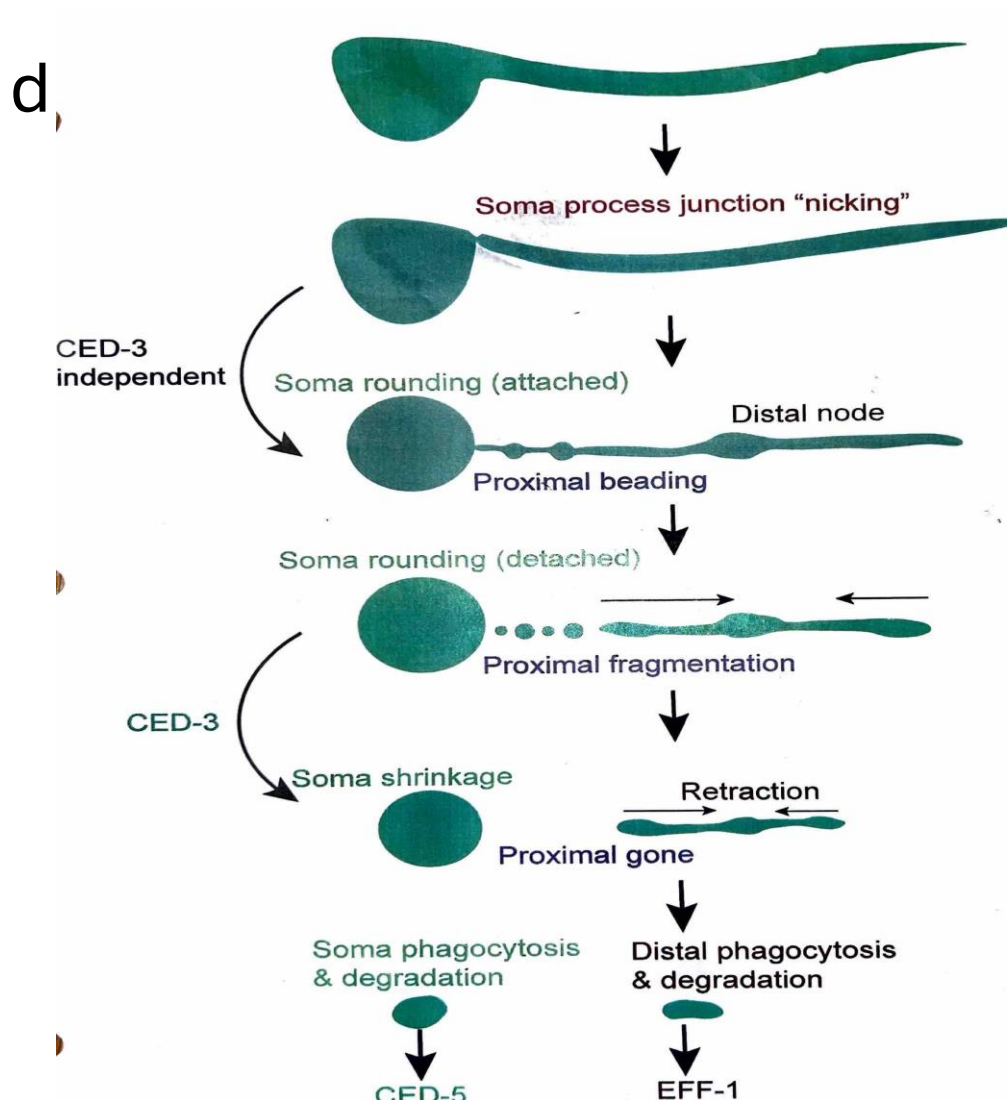 d
Soma process junction “nicking”
CED-3
independent
Soma rounding (attached)
Distal node
Proximal beading
Soma rounding (detached)
Proximal fragmentation
CED-3
Soma shrinkage
Retraction
Proximal gone
Soma phagocytosis
& degradation
Distal phagocytosis
& degradation
CED-5
EFF-1